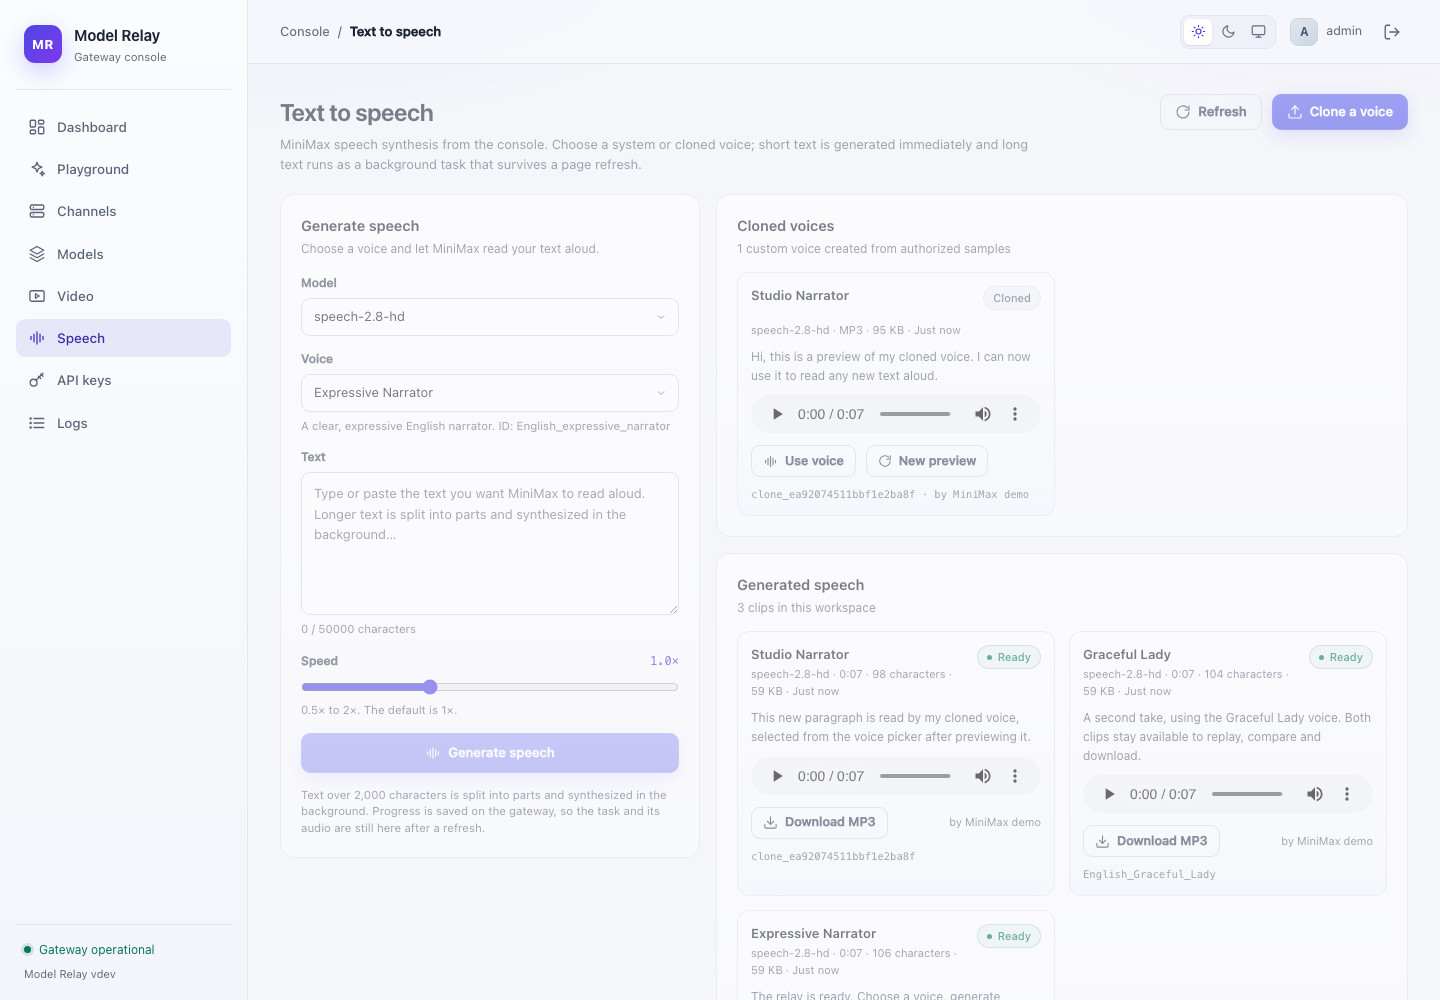 MR
Model Relay
Gateway console
Dashboard
Playground
Channels
Models
Video
Speech
API keys
Logs
Gateway operational
Model Relay vdev
Console / Text to speech
A
admin
Text to speech
MiniMax speech synthesis from the console. Choose a system or cloned voice; short text is generated immediately and long
text runs as a background task that survives a page refresh.
Refresh
Clone a voice
Generate speech
Choose a voice and let MiniMax read your text aloud.
Model
speech-2.8-hd
Voice
Expressive Narrator
A clear, expressive English narrator. ID: English_expressive_narrator
Text
Type or paste the text you want MiniMax to read aloud.
Longer text is split into parts and synthesized in the
background...
0 / 50000 characters
Speed
1.0×
0.5× to 2×. The default is 1×.
Generate speech
Text over 2,000 characters is split into parts and synthesized in the
background. Progress is saved on the gateway, so the task and its
audio are still here after a refresh.
Cloned voices
1 custom voice created from authorized samples
Studio Narrator
Cloned
speech-2.8-hd · MP3 · 95 KB · Just now
Hi, this is a preview of my cloned voice. I can now
use it to read any new text aloud.
0:00 / 0:07
Use voice
New preview
clone_ea92074511bbf1e2ba8f · by MiniMax demo
Generated speech
3 clips in this workspace
Studio Narrator
Ready
speech-2.8-hd · 0:07 · 98 characters ·
59 KB · Just now
This new paragraph is read by my cloned voice,
selected from the voice picker after previewing it.
0:00 / 0:07
Download MP3
by MiniMax demo
clone_ea92074511bbf1e2ba8f
Graceful Lady
Ready
speech-2.8-hd · 0:07 · 104 characters ·
59 KB · Just now
A second take, using the Graceful Lady voice. Both
clips stay available to replay, compare and
download.
0:00 / 0:07
Download MP3
by MiniMax demo
English_Graceful_Lady
Expressive Narrator
Ready
speech-2.8-hd · 0:07 · 106 characters ·
59 KB · Just now
The relay is ready. Choose a voice, generate